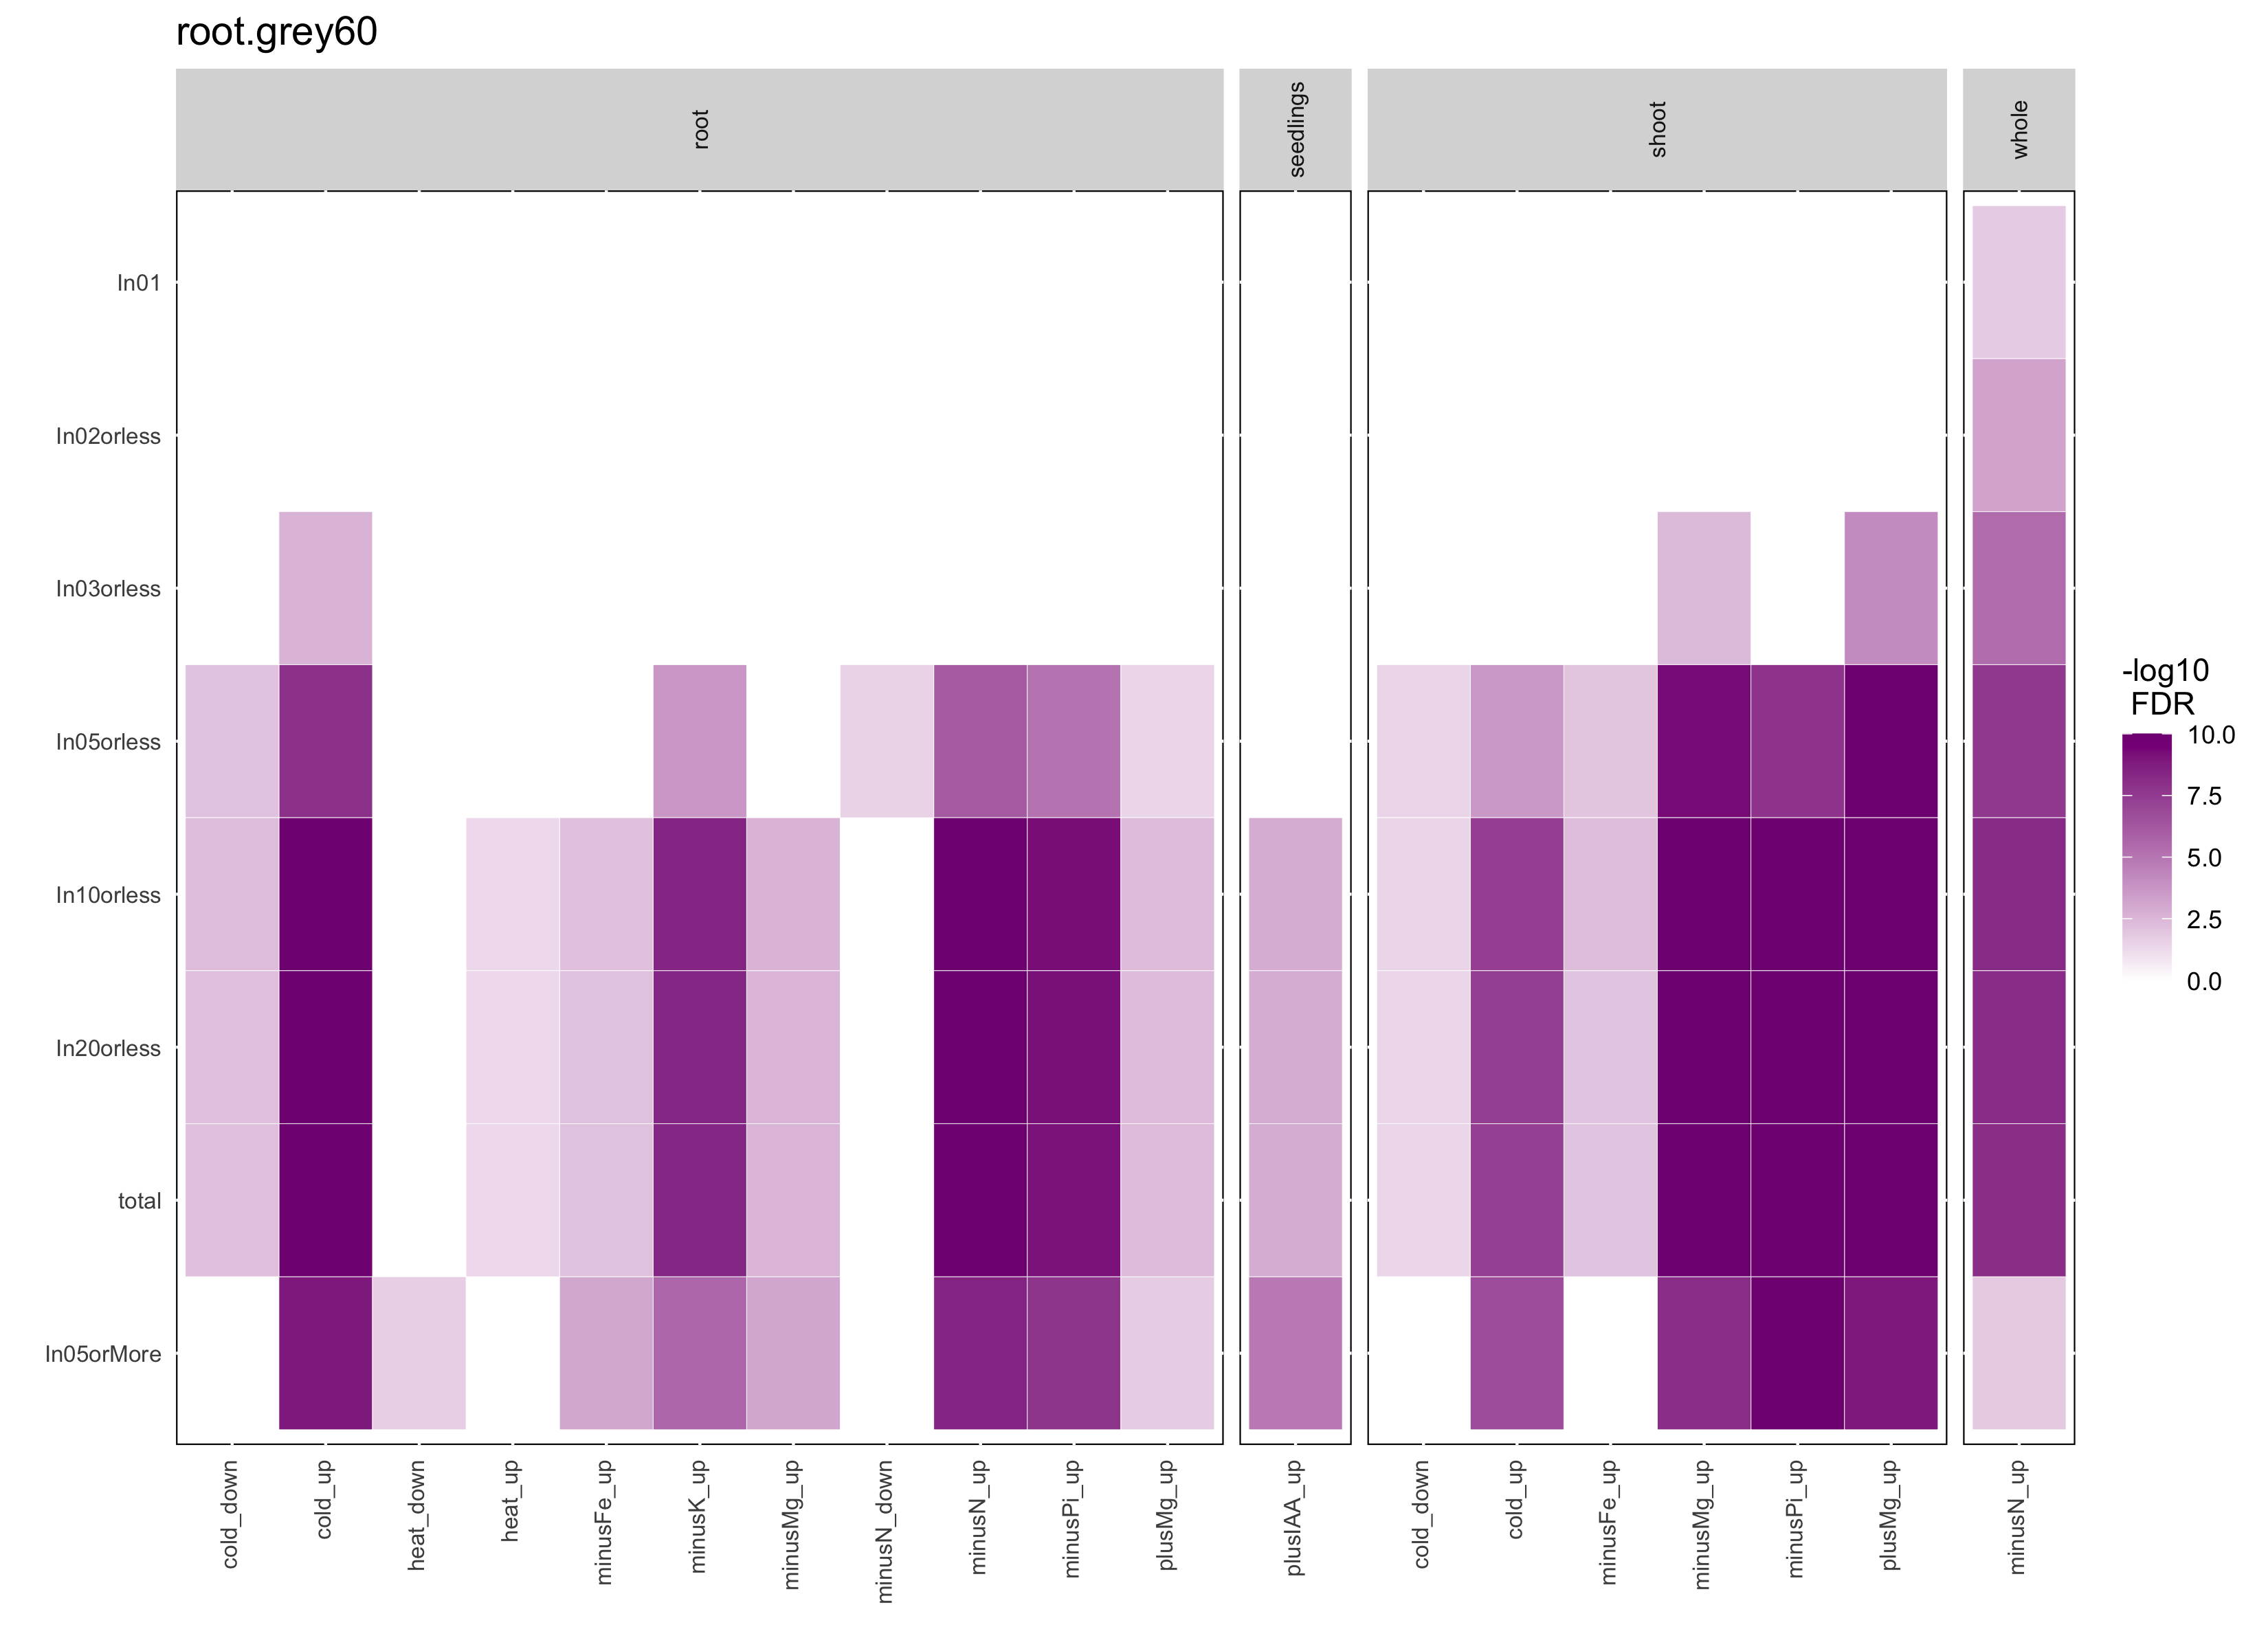 root.grey60
root
seedlings
shoot
whole
In01
In02orless
In03orless
In05orless
In10orless
In20orless
total
In05orMore
cold_down
cold_up
heat_down
heat_up
minusFe_up
minusK_up
minusMg_up
minusN_down
minusN_up
minusPi_up
plusMg_up
plusIAA_up
cold_down
cold_up
minusFe_up
minusMg_up
minusPi_up
plusMg_up
minusN_up
-log10
FDR
10.0
7.5
5.0
2.5
0.0